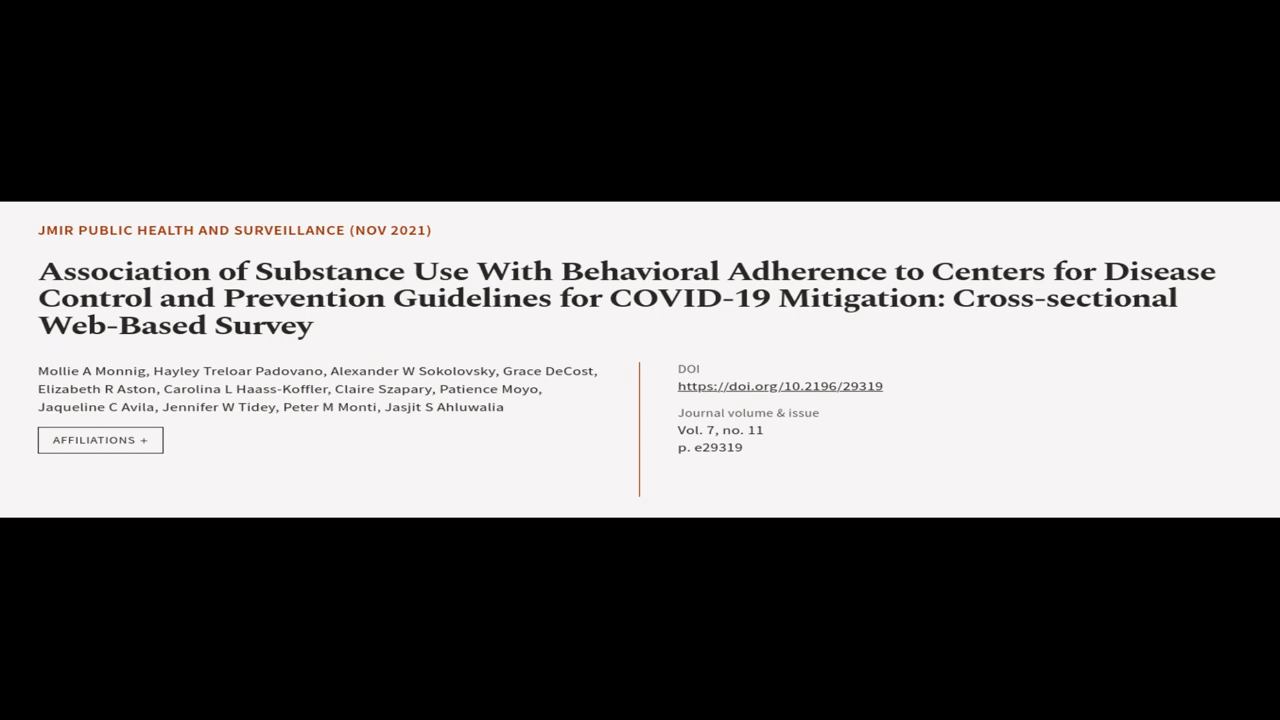 JMIR PUBLIC HEALTH AND SURVEILLANCE (NOV 2021)
Association of Substance Use With Behavioral Adherence to Centers for Disease
Control and Prevention Guidelines for COVID-19 Mitigation: Cross-sectional
Web-Based Survey
Mollie A Monnig, Hayley Treloar Padovano, Alexander W Sokolovsky, Grace DeCost,
Elizabeth R Aston, Carolina L Haass-Koffler, Claire Szapary, Patience Moyo,
Jaqueline C Avila, Jennifer W Tidey, Peter M Monti, Jasjit S Ahluwalia
AFFILIATIONS +
DOI
https://doi.org/10.2196/29319
Journal volume & issue
Vol. 7, no. 11
p. e29319